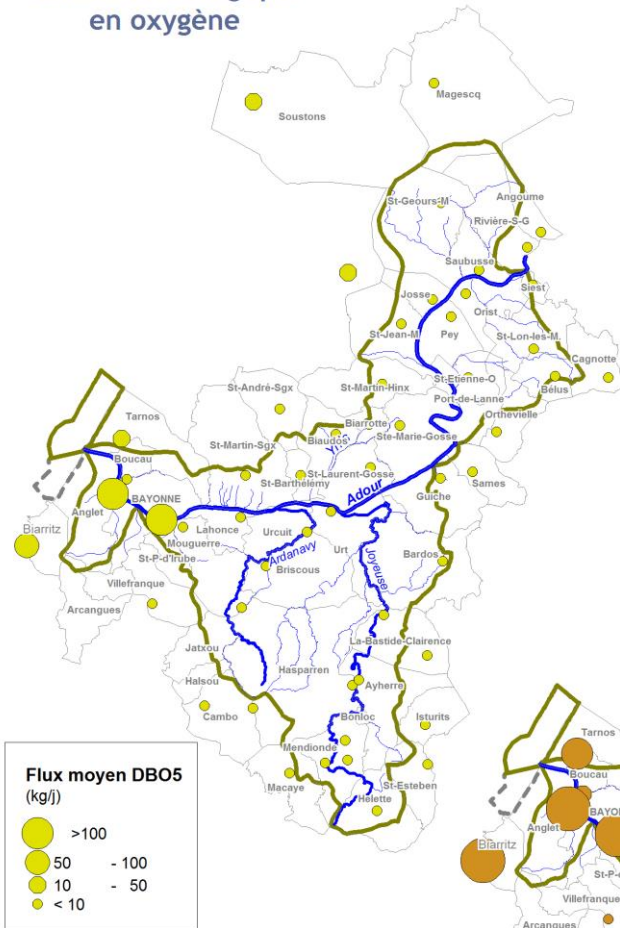 en oxygène
Magescq
Soustons
Angoume
St-Geours-M
Rivière-S-G
Saubusse
Siest
Josse
Orist
St-Jean-M
Pey
St-Lon-les-M.
Cagnotte
St-Etienne-O
St-André-Sgx
St-Martin-Hinx
Bélus
Port-de-Lanne
Orthevielle
Tarnos
Biarrotte
St-Martin-Sgx
Biaudos
Ste-Marie-Gosse
Boucau
St-Laurent-Gosse
St-Barthélemy
Sames
Adour
Guiche
Anglet
BAYONNE
Biarritz
Lahonce
Urcuit
Mouguerre
St-P-d'Irube
Ardanavy
Urt
Joyeuse
Bardos
Briscous
Villefranque
Arcangues
La-Bastide-Clairence
Jatxou
Hasparren
Halsou
Ayherre
Cambo
Bonloc
Isturits
Mendionde
Macaye
St-Esteben
Hélette
Flux moyen DBO5
(kg/j)
>100
50 - 100
10 - 50
< 10
Tarnos
Boucau
Anglet
BAYON
Biarritz
St-P-d
Villefranque
Arcangues